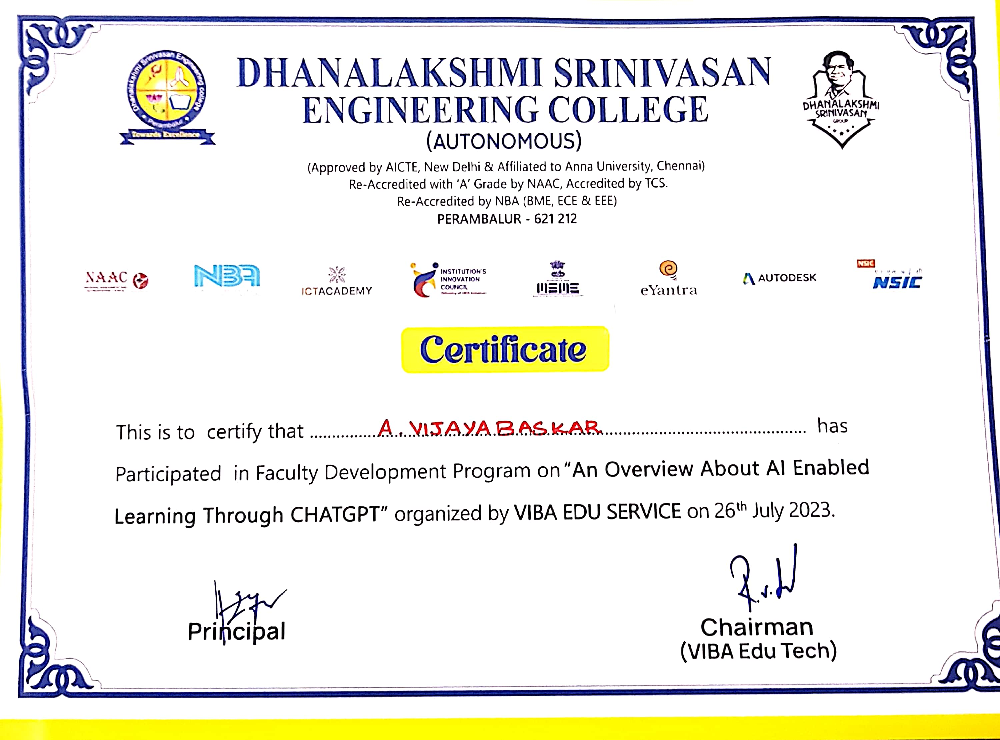 Dhanalakshmi Srinivasan Engineering College
Perambalur
Towards Excellence
DHANALAKSHMI SRINIVASAN
ENGINEERING COLLEGE
(AUTONOMOUS)
(Approved by AICTE, New Delhi & Affiliated to Anna University, Chennai)
Re-Accredited with 'A' Grade by NAAC, Accredited by TCS.
Re-Accredited by NBA (BME, ECE & EEE)
PERAMBALUR - 621 212
DHANALAKSHMI
SRINIVASAN
GROUP
NAAC
NBA
ICTACADEMY
INSTITUTION'S
INNOVATION
COUNCIL
eYantra
AUTODESK
NSIC
NSIC
Certificate
This is to certify that A. VIJAYABASKAR has
Participated in Faculty Development Program on "An Overview About AI Enabled
Learning Through CHATGPT" organized by VIBA EDU SERVICE on 26th July 2023.
Principal
Chairman
(VIBA Edu Tech)